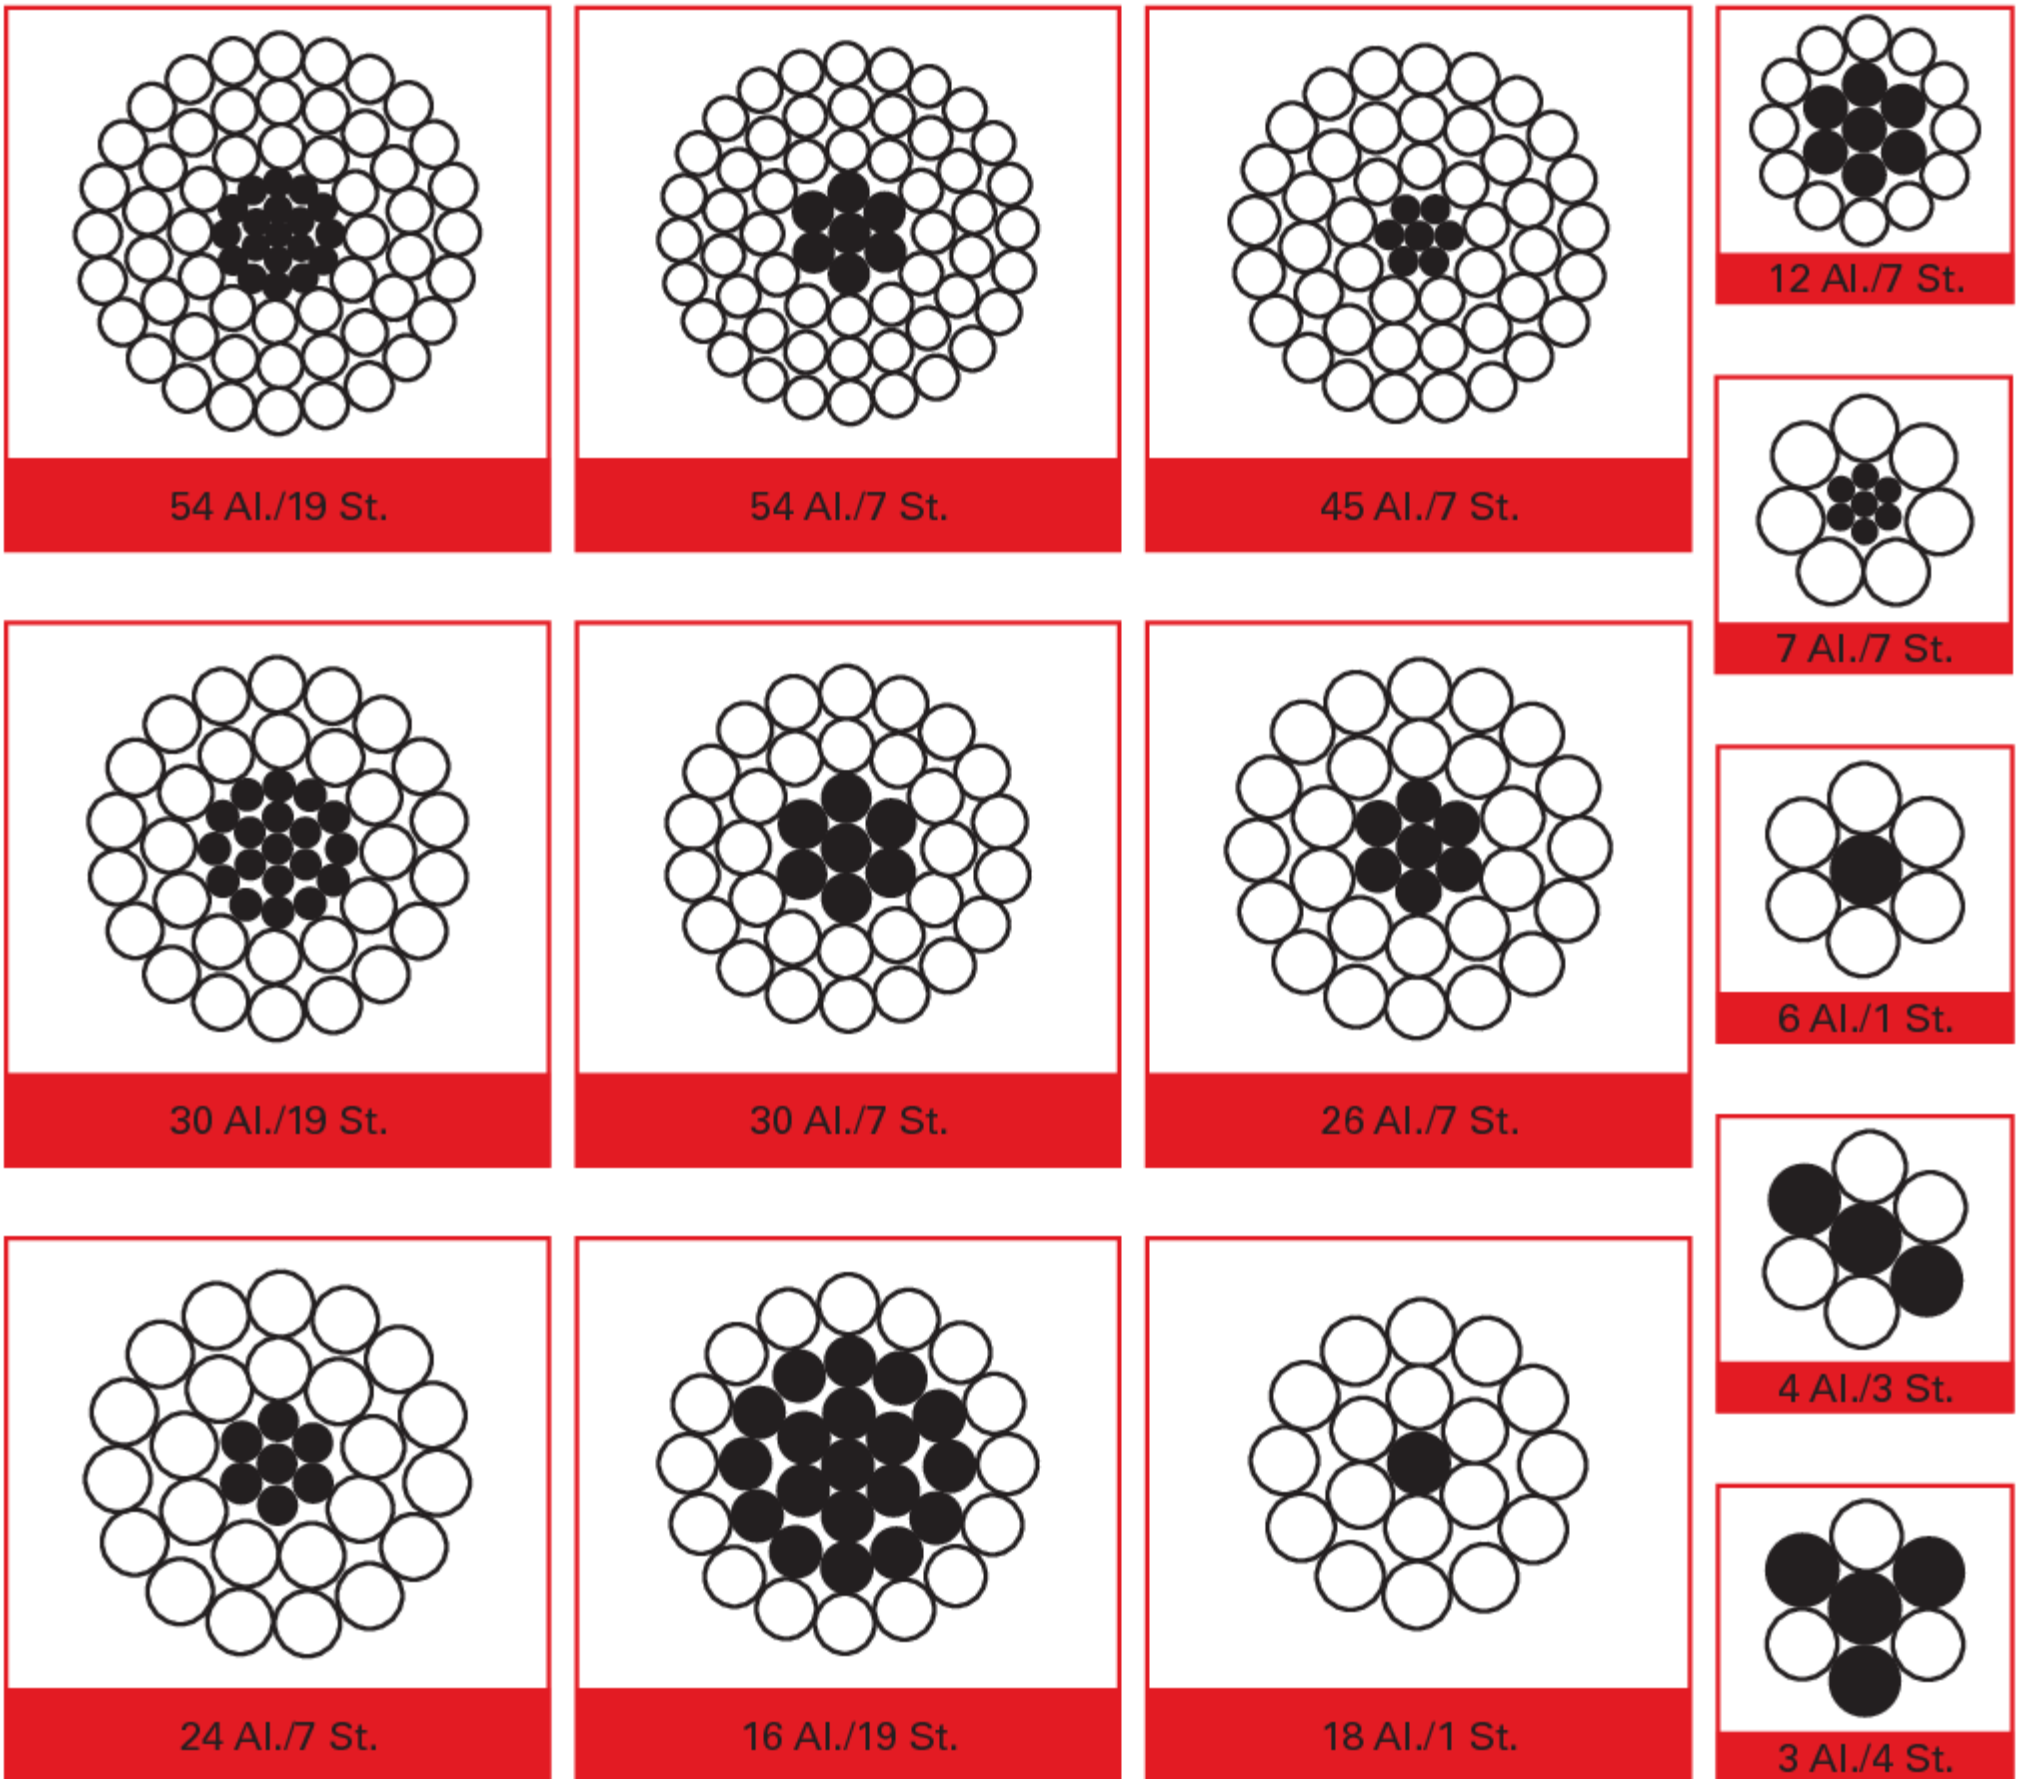 54 Al./19 St.
54 Al./7 St.
45 Al./7 St.
12 Al./7 St.
7 Al./7 St.
30 Al./19 St.
30 Al./7 St.
26 Al./7 St.
6 Al./1 St.
4 Al./3 St.
24 Al./7 St.
16 Al./19 St.
18 Al./1 St.
3 Al./4 St.